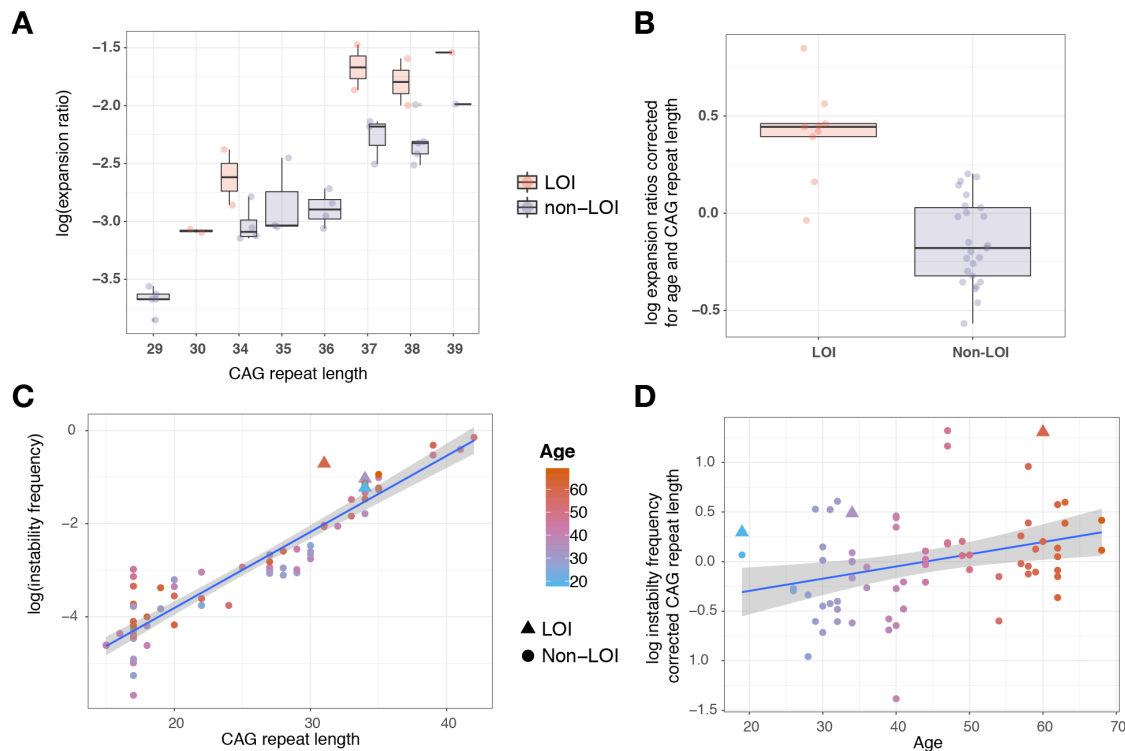 A
−1.5
−2.0
−2.5
−3.0
−3.5
log(expansion ratio)
29 30 34 35 36 37 38 39
CAG repeat length
LOI
non−LOI
B
0.5
0.0
−0.5
log expansion ratios corrected
for age and CAG repeat length
LOI Non-LOI
C
0
−2
−4
log(instability frequency)
20 30 40
CAG repeat length
Age
60
50
40
30
20
LOI
Non−LOI
D
1.0
0.5
0.0
−0.5
1.0
−1.5
log instabily frequency
corrected CAG repeat length
20 30 40 50 60 70
Age